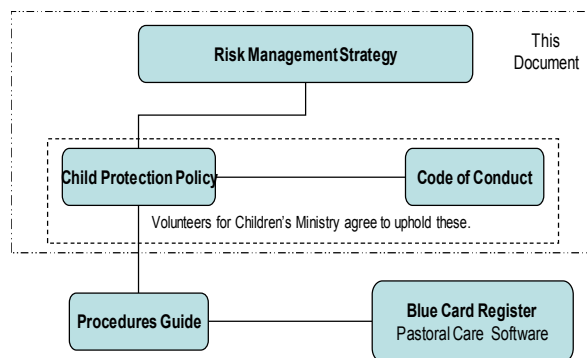 Risk Management Strategy
This
Document
Child Protection Policy
Code of Conduct
Volunteers for Children's Ministry agree to uphold these.
Procedures Guide
Blue Card Register
Pastoral Care Software